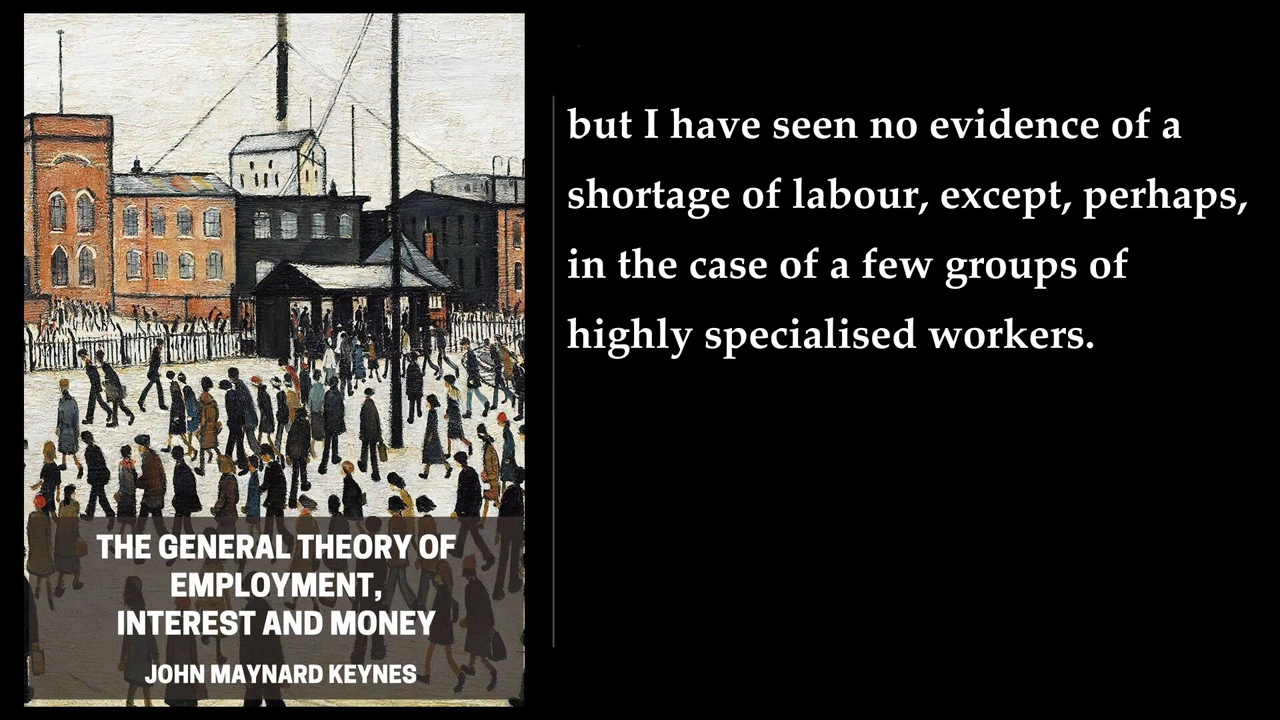 but I have seen no evidence of a
shortage of labour, except, perhaps,
in the case of a few groups of
highly specialised workers.
THE GENERAL THEORY OF
EMPLOYMENT,
INTEREST AND MONEY
JOHN MAYNARD KEYNES